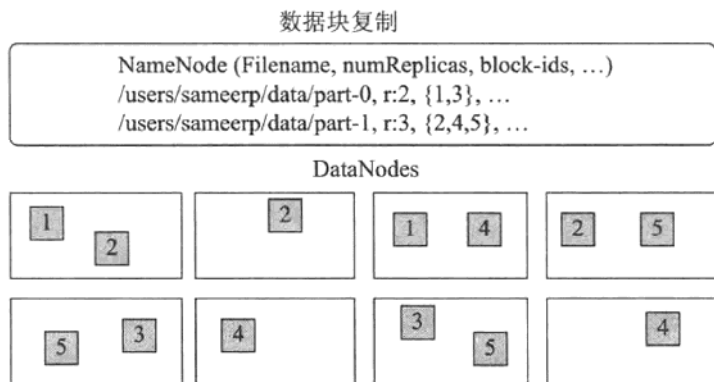 数据块复制
NameNode (Filename, numReplicas, block-ids, …)
/users/sameerp/data/part-0, r:2, {1,3}, …
/users/sameerp/data/part-1, r:3, {2,4,5}, …
DataNodes
1
2
2
1 4
2 5
5 3
4
3
5
4